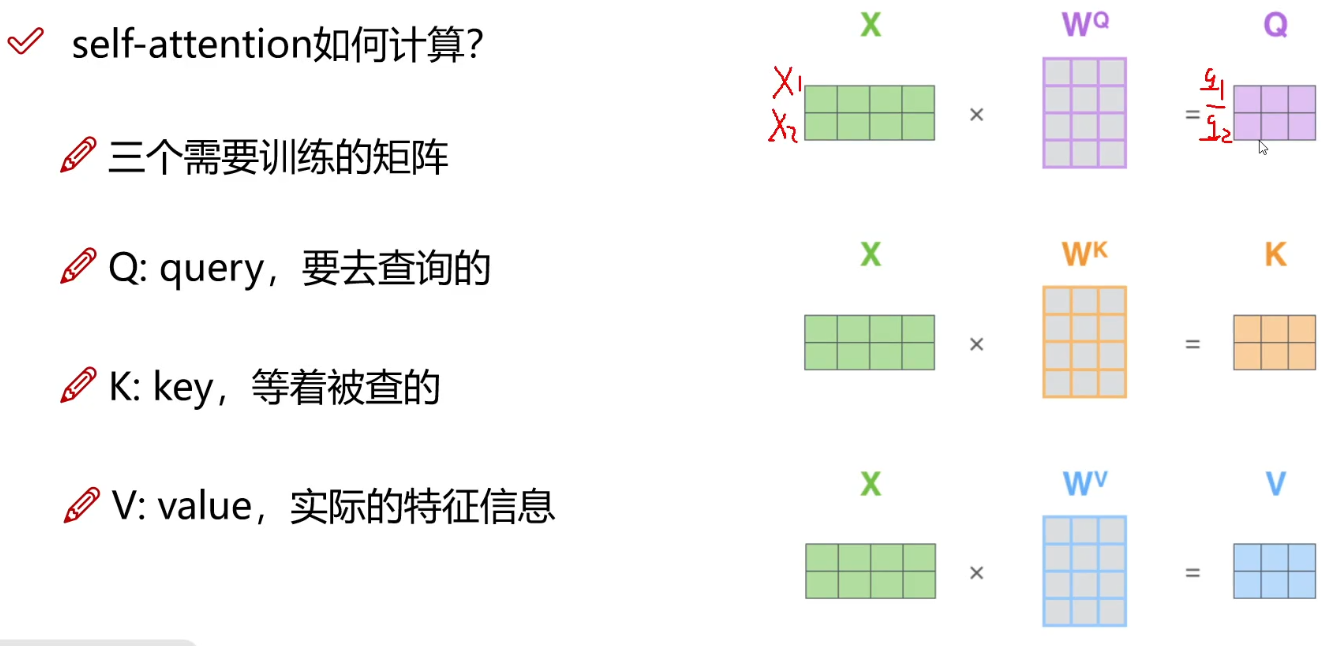 self-attention如何计算？
三个需要训练的矩阵
Q: query，要去查询的
K: key，等着被查的
V: value，实际的特征信息
X W^Q Q
X1
X2
× =
q1
q2
X W^K K
× =
X W^V V
× =